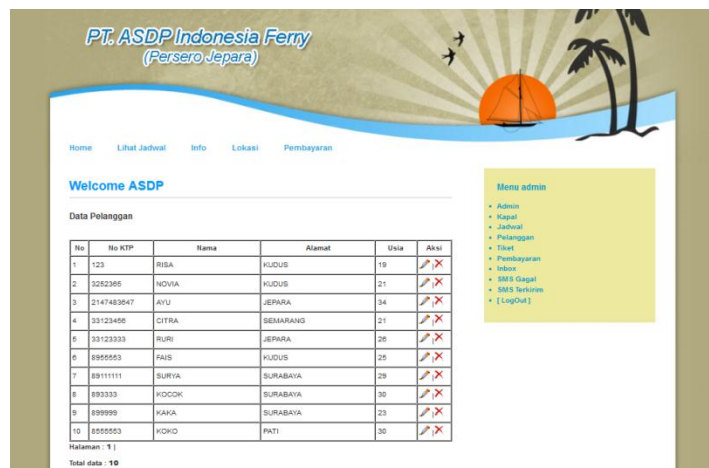 PT. ASDP Indonesia Ferry
(Persero Jepara)
Home Lihat Jadwal Info Lokasi Pembayaran
Welcome ASDP
Data Pelanggan
No No KTP Nama Alamat Usia Aksi
1 123 RISA KUDUS 19 |
2 3252365 NOVIA KUDUS 21 |
3 2147483647 AYU JEPARA 34 |
4 33123456 CITRA SEMARANG 21 |
5 33123333 RURI JEPARA 26 |
6 8955553 FAIS KUDUS 25 |
7 89111111 SURYA SURABAYA 29 |
8 893333 KOCOK SURABAYA 30 |
9 899999 KAKA SURABAYA 23 |
10 8555553 KOKO PATI 30 |
Halaman : 1 |
Total data : 10
Menu admin
Admin
Kapal
Jadwal
Pelanggan
Tiket
Pembayaran
Inbox
SMS Gagal
SMS Terkirim
[ LogOut ]